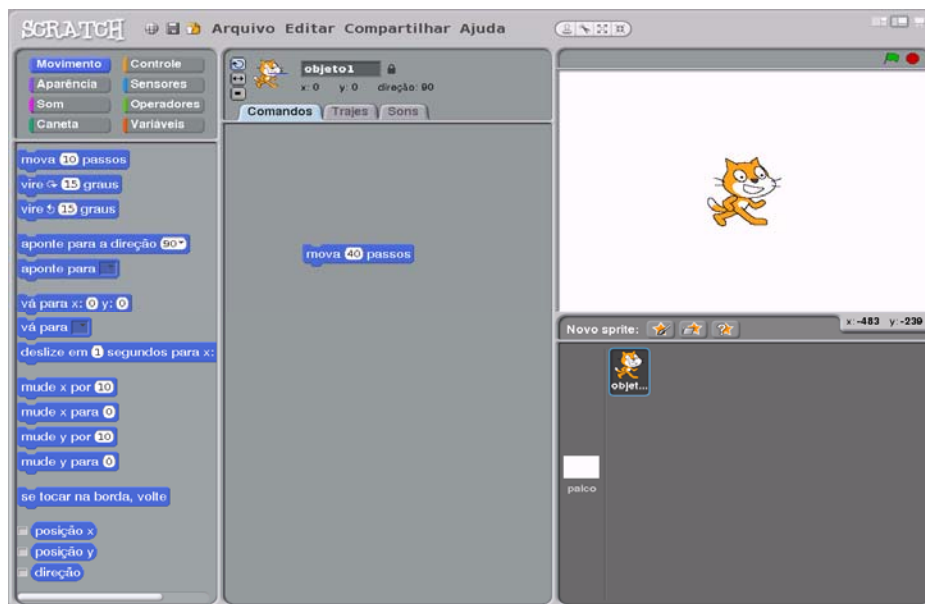 SCRATCH Arquivo Editar Compartilhar Ajuda
Movimento Controle
Aparência Sensores
Som Operadores
Caneta Variáveis
objeto1
x: 0 y: 0 direção: 90
Comandos Trajes Sons
mova 10 passos
vire 15 graus
vire 15 graus
aponte para a direção 90
aponte para
vá para x: 0 y: 0
vá para
deslize em 1 segundos para x:
mude x por 10
mude x para 0
mude y por 10
mude y para 0
se tocar na borda, volte
posição x
posição y
direção
mova 40 passos
x: -483 y: -239
Novo sprite:
objet...
palco